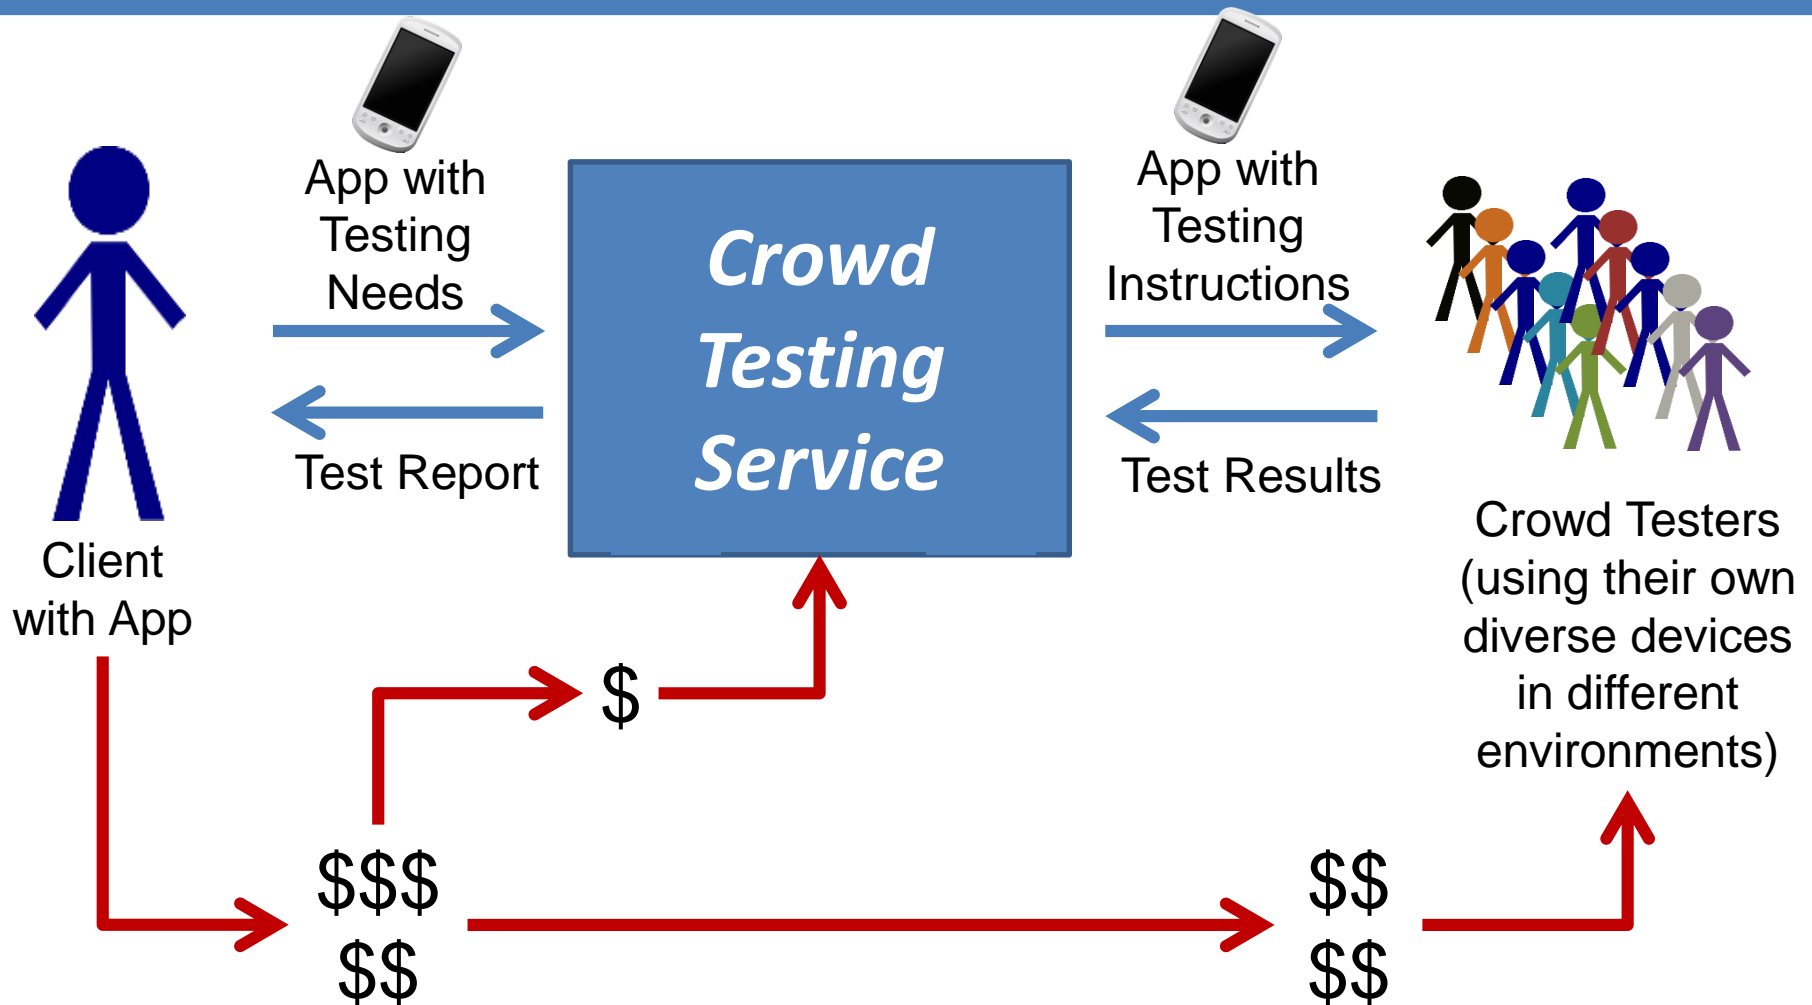 App with
Testing
Needs
App with
Testing
Instructions
Crowd
Testing
Service
Test Report
Test Results
Client
with App
Crowd Testers
(using their own
diverse devices
in different
environments)
$
$$$
$$
$$
$$